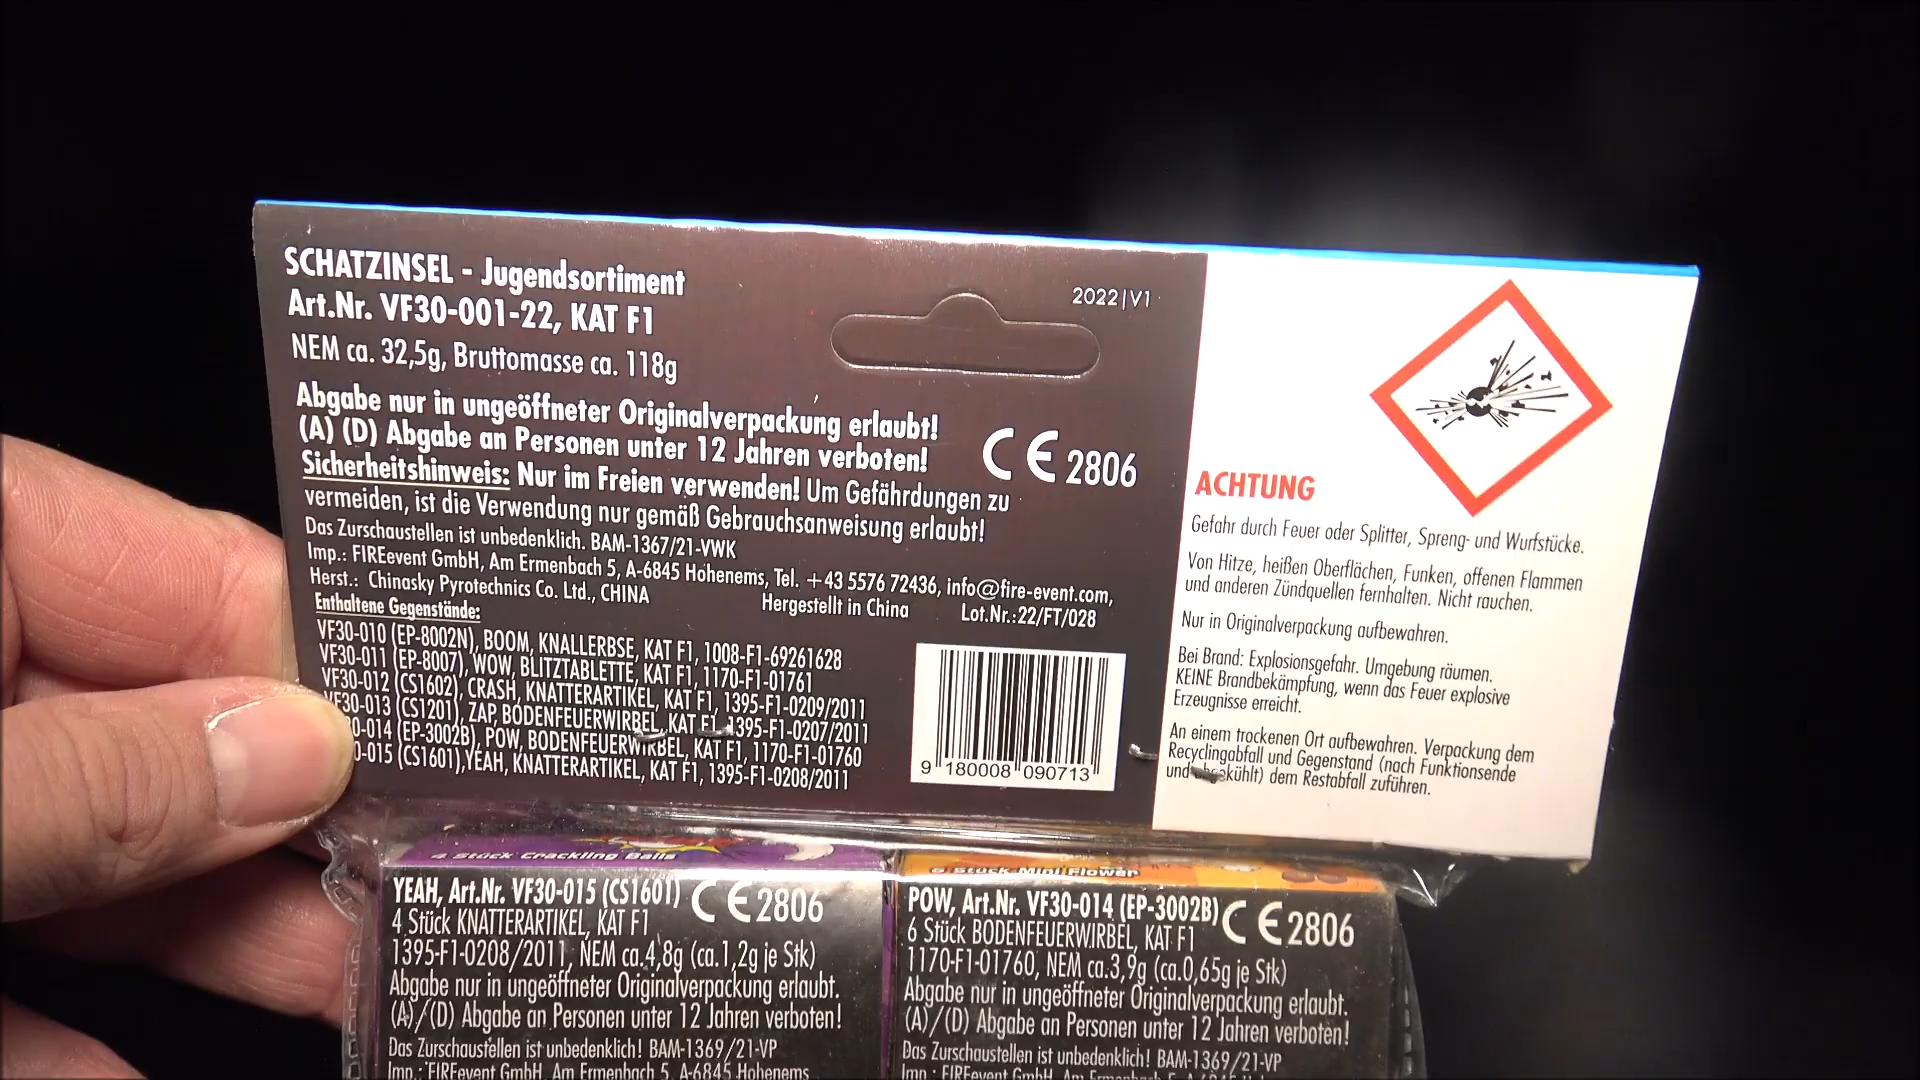 SCHATZINSEL - Jugendsortiment
Art.Nr. VF30-001-22, KAT F1
NEM ca. 32,5g, Bruttomasse ca. 118g
2022|V1
Abgabe nur in ungeöffneter Originalverpackung erlaubt!
(A) (D) Abgabe an Personen unter 12 Jahren verboten!
CE 2806
Sicherheitshinweis: Nur im Freien verwenden! Um Gefährdungen zu
vermeiden, ist die Verwendung nur gemäß Gebrauchsanweisung erlaubt!
Das Zurschaustellen ist unbedenklich. BAM-1367/21-VWK
Imp.: FIREevent GmbH, Am Ermenbach 5, A-6845 Hohenems, Tel. +43 5576 72436, info@fire-event.com,
Herst.: Chinasky Pyrotechnics Co. Ltd., CHINA Hergestellt in China Lot.Nr.:22/FT/028
Enthaltene Gegenstände:
VF30-010 (EP-8002N), BOOM, KNALLERBSE, KAT F1, 1008-F1-69261628
VF30-011 (EP-8007), WOW, BLITZTABLETTE, KAT F1, 1170-F1-01761
VF30-012 (CS1602), CRASH, KNATTERARTIKEL, KAT F1, 1395-F1-0209/2011
F30-013 (CS1201), ZAP, BODENFEUERWIRBEL, KAT F1, 1395-F1-0207/2011
0-014 (EP-3002B), POW, BODENFEUERWIRBEL, KAT F1, 1170-F1-01760
0-015 (CS1601),YEAH, KNATTERARTIKEL, KAT F1, 1395-F1-0208/2011
9 180008 090713
ACHTUNG
Gefahr durch Feuer oder Splitter, Spreng- und Wurfstücke.
Von Hitze, heißen Oberflächen, Funken, offenen Flammen
und anderen Zündquellen fernhalten. Nicht rauchen.
Nur in Originalverpackung aufbewahren.
Bei Brand: Explosionsgefahr. Umgebung räumen.
KEINE Brandbekämpfung, wenn das Feuer explosive
Erzeugnisse erreicht.
An einem trockenen Ort aufbewahren. Verpackung dem
Recyclingabfall und Gegenstand (nach Funktionsende
und abgekühlt) dem Restabfall zuführen.
4 Stück Crackling Balls
YEAH, Art.Nr. VF30-015 (CS1601) CE 2806
4 Stück KNATTERARTIKEL, KAT F1
1395-F1-0208/2011, NEM ca.4,8g (ca.1,2g je Stk)
Abgabe nur in ungeöffneter Originalverpackung erlaubt.
(A)/(D) Abgabe an Personen unter 12 Jahren verboten!
Das Zurschaustellen ist unbedenklich! BAM-1369/21-VP
Imp.: FIREevent GmbH, Am Ermenbach 5, A-6845 Hohenems
6 Stück Mini Flower
POW, Art.Nr. VF30-014 (EP-3002B) CE 2806
6 Stück BODENFEUERWIRBEL, KAT F1
1170-F1-01760, NEM ca.3,9g (ca.0,65g je Stk)
Abgabe nur in ungeöffneter Originalverpackung erlaubt.
(A)/(D) Abgabe an Personen unter 12 Jahren verboten!
Das Zurschaustellen ist unbedenklich! BAM-1369/21-VP
Imp.: FIREevent GmbH, Am Ermenbach 5, A-6845